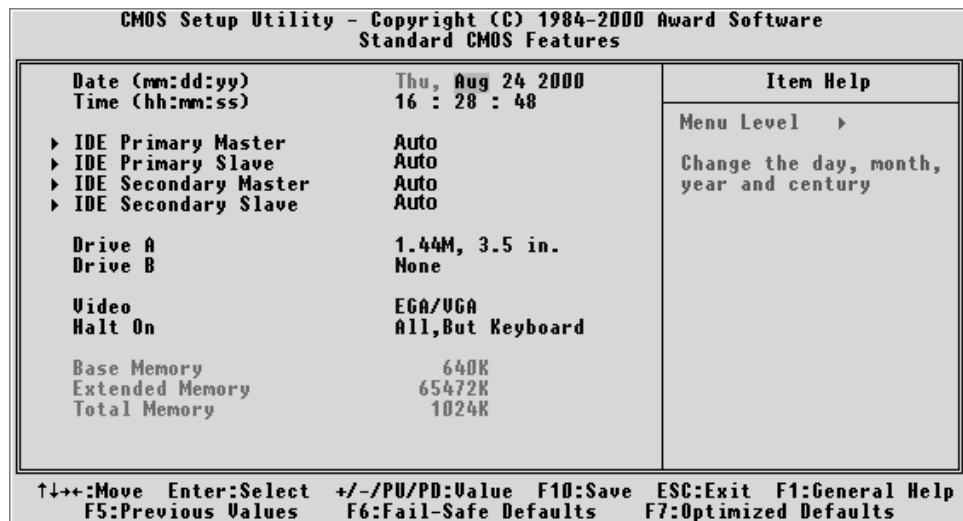 CMOS Setup Utility - Copyright (C) 1984-2000 Award Software
Standard CMOS Features
Date (mm:dd:yy) Thu, Aug 24 2000
Time (hh:mm:ss) 16 : 28 : 48
IDE Primary Master Auto
IDE Primary Slave Auto
IDE Secondary Master Auto
IDE Secondary Slave Auto
Drive A 1.44M, 3.5 in.
Drive B None
Video EGA/VGA
Halt On All,But Keyboard
Base Memory 640K
Extended Memory 65472K
Total Memory 1024K
Item Help
Menu Level
Change the day, month,
year and century
↑↓→←:Move Enter:Select +/-/PU/PD:Value F10:Save ESC:Exit F1:General Help
F5:Previous Values F6:Fail-Safe Defaults F7:Optimized Defaults